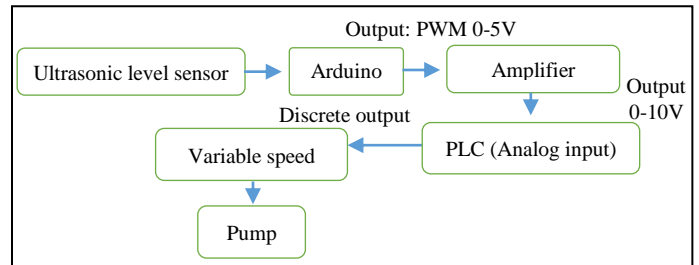 Output: PWM 0-5V
Ultrasonic level sensor
Arduino
Amplifier
Output
0-10V
Discrete output
Variable speed
PLC (Analog input)
Pump